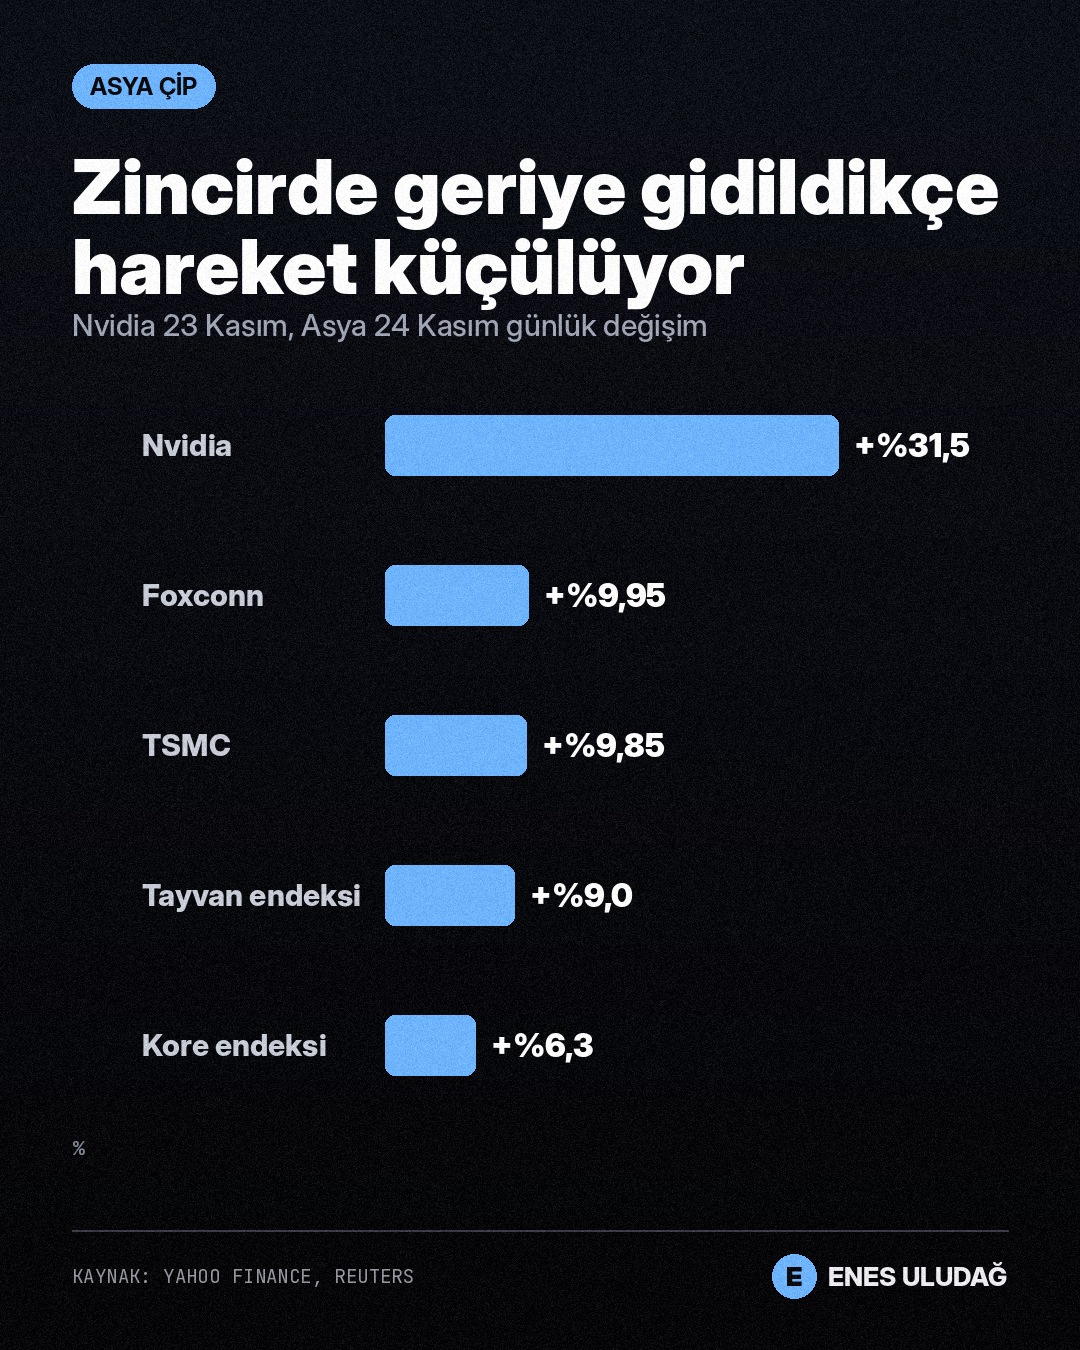 ASYA ÇİP
Zincirde geriye gidildikçe
hareket küçülüyor
Nvidia 23 Kasım, Asya 24 Kasım günlük değişim
Nvidia +%31,5
Foxconn +%9,95
TSMC +%9,85
Tayvan endeksi +%9,0
Kore endeksi +%6,3
%
KAYNAK: YAHOO FINANCE, REUTERS
E ENES ULUDAĞ